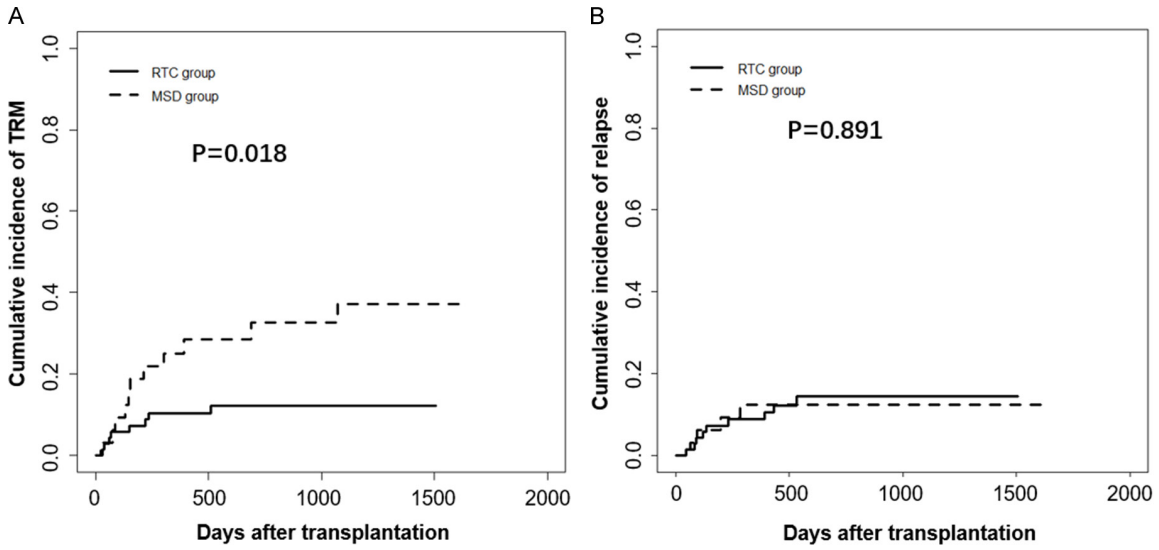 A
Cumulative incidence of TRM
1.0
0.8
0.6
0.4
0.2
0.0
RTC group
MSD group
P=0.018
0 500 1000 1500 2000
Days after transplantation
B
Cumulative incidence of relapse
1.0
0.8
0.6
0.4
0.2
0.0
RTC group
MSD group
P=0.891
0 500 1000 1500 2000
Days after transplantation